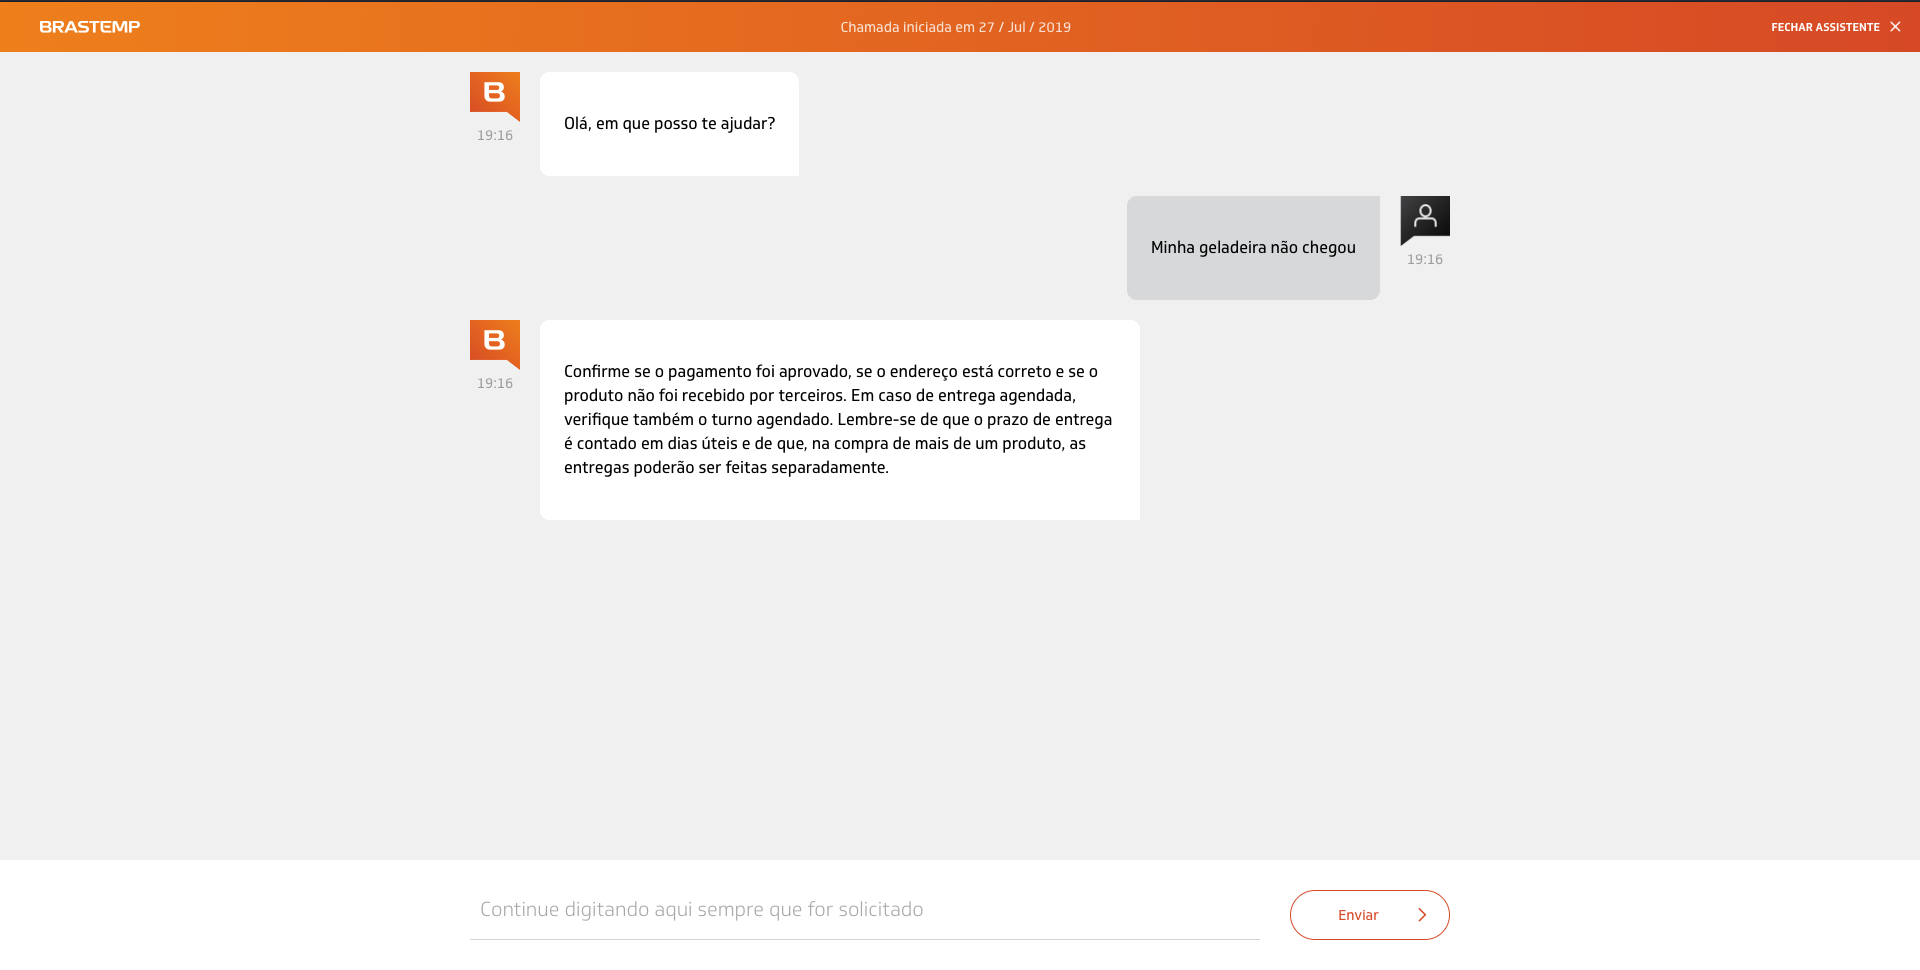 BRASTEMP
Chamada iniciada em 27 / Jul / 2019
FECHAR ASSISTENTE
B
19:16
Olá, em que posso te ajudar?
Minha geladeira não chegou
19:16
B
19:16
Confirme se o pagamento foi aprovado, se o endereço está correto e se o
produto não foi recebido por terceiros. Em caso de entrega agendada,
verifique também o turno agendado. Lembre-se de que o prazo de entrega
é contado em dias úteis e de que, na compra de mais de um produto, as
entregas poderão ser feitas separadamente.
Continue digitando aqui sempre que for solicitado
Enviar